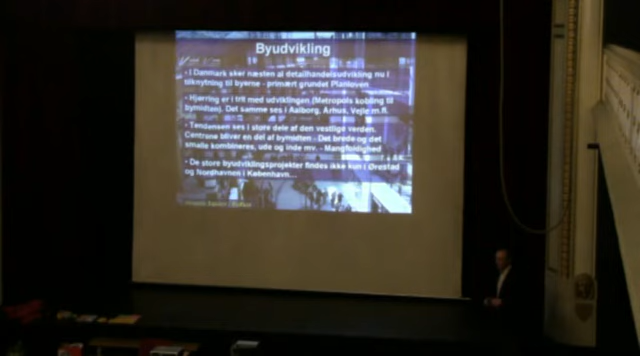 Byudvikling
- I Danmark sker næsten al detailhandelsudvikling nu i
tilknytning til byerne - primært grundet Planloven
- Hjørring er i trit med udviklingen (Metropols kobling til
bymidten). Det samme ses i Aalborg, Århus, Vejle m.fl.
- Tendensen ses i store dele af den vestlige verden.
Centrene bliver en del af bymidten - Det brede og det
smalle kombineres, ude og inde mv. - Mangfoldighed
- De store byudviklingsprojekter findes ikke kun i Ørestad
og Nordhavnen i København...